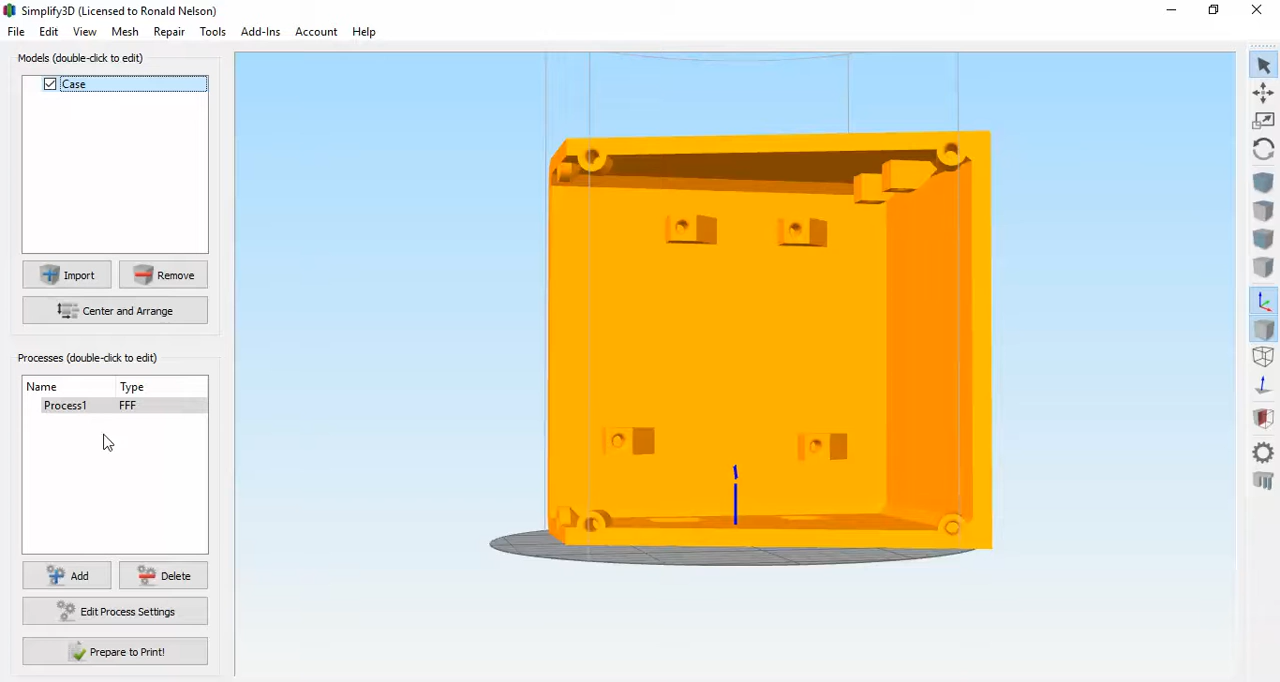 Simplify3D (Licensed to Ronald Nelson)
File Edit View Mesh Repair Tools Add-Ins Account Help
Models (double-click to edit)
Case
Import Remove
Center and Arrange
Processes (double-click to edit)
Name Type
Process1 FFF
Add Delete
Edit Process Settings
Prepare to Print!